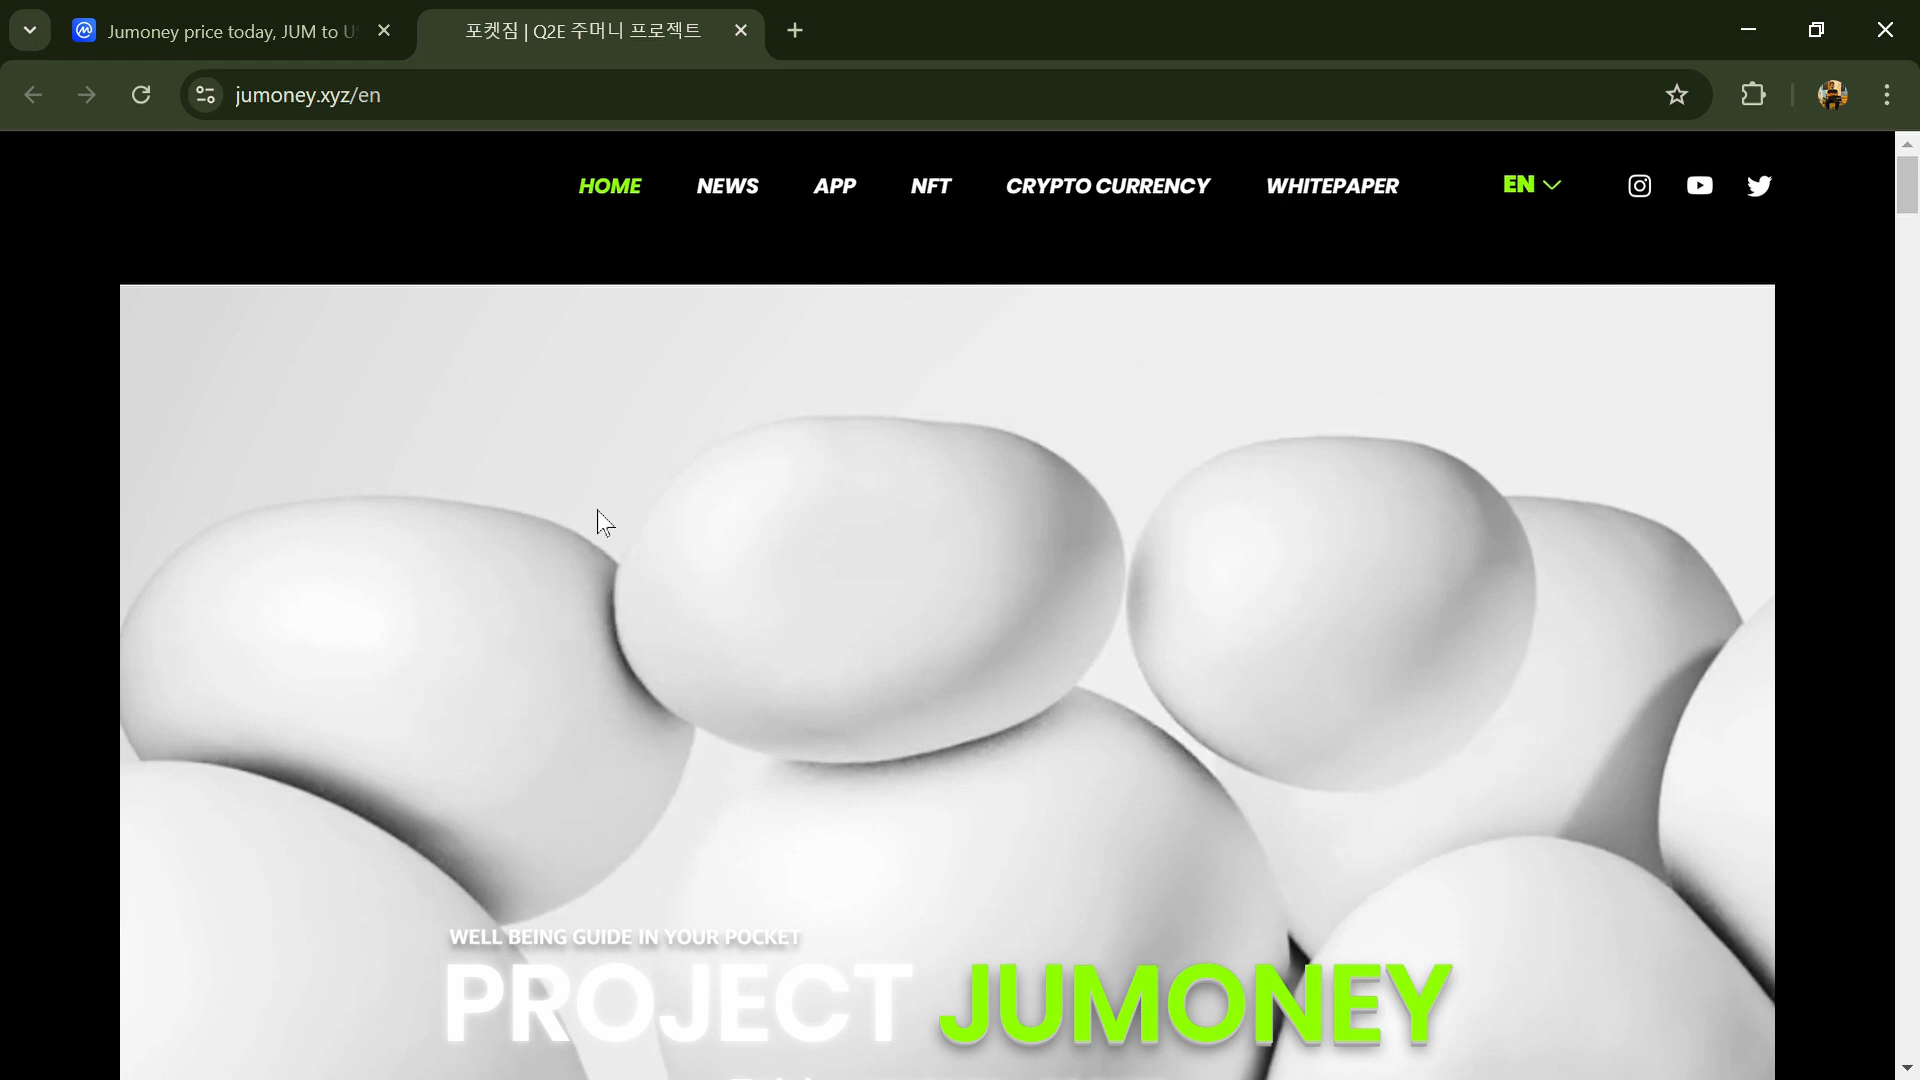 Jumoney price today, JUM to U
포켓짐 | Q2E 주머니 프로젝트
jumoney.xyz/en
HOME NEWS APP NFT CRYPTO CURRENCY WHITEPAPER EN
WELL BEING GUIDE IN YOUR POCKET
PROJECT JUMONEY